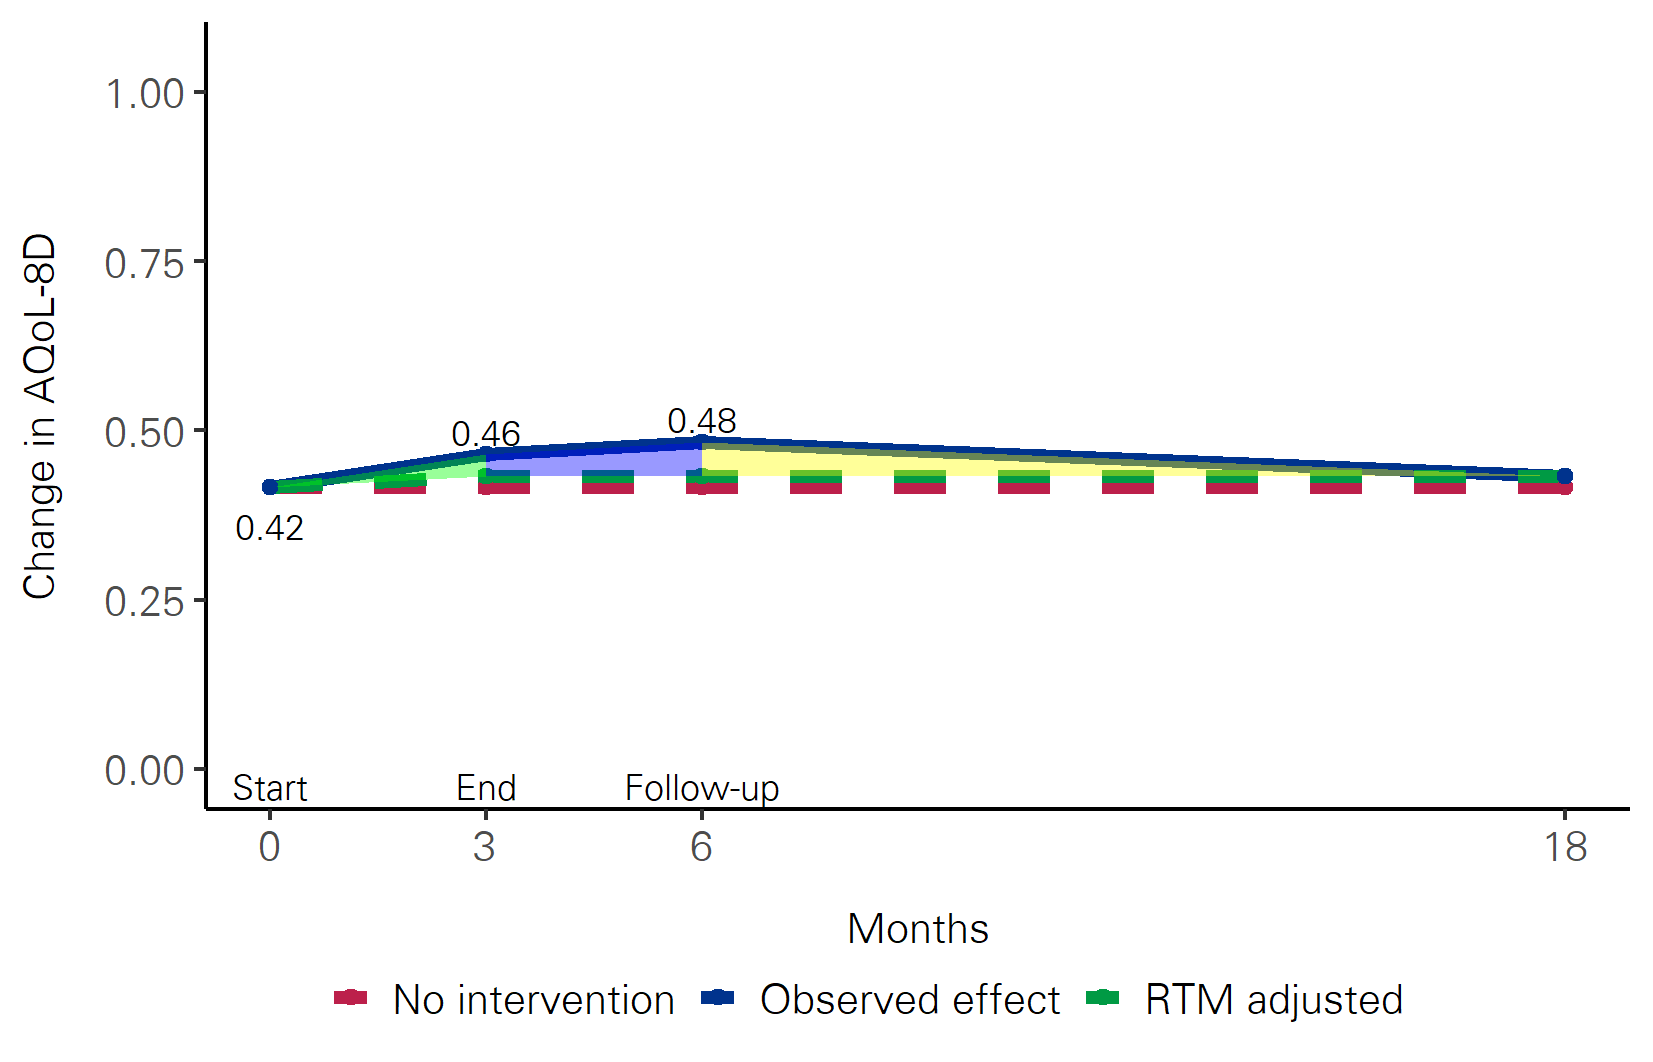 Change in AQoL-8D
1.00
0.75
0.50
0.25
0.00
0.42
0.46
0.48
Start
End
Follow-up
0
3
6
18
Months
No intervention
Observed effect
RTM adjusted